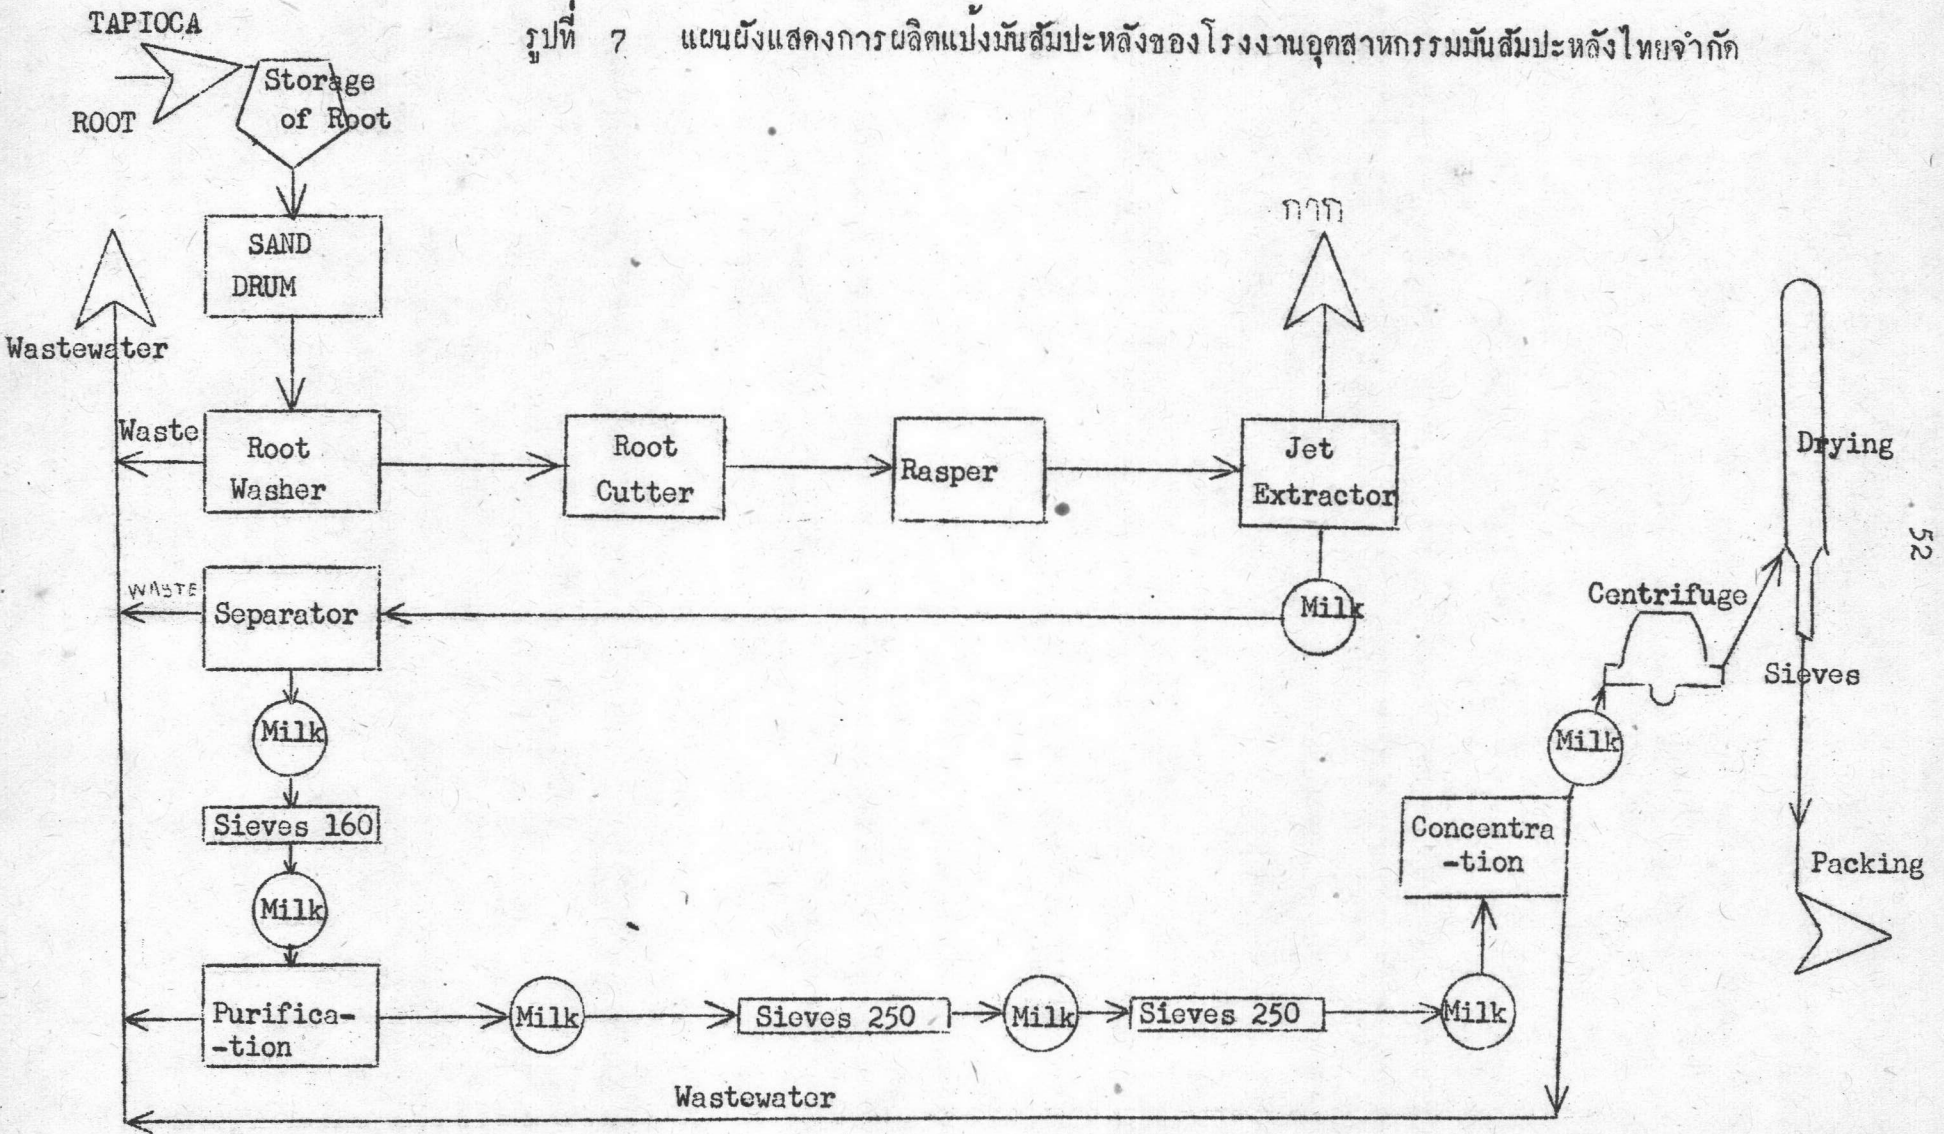 TAPIOCA
ROOT
รูปที่ 7 แผนผังแสดงการผลิตแป้งมันสัมปะหลังของโรงงานอุตสาหกรรมมันสัมปะหลังไทยจำกัด
Storage
of Root
SAND
DRUM
กาก
Wastewater
Waste
Root
Washer
Root
Cutter
Rasper
Jet
Extractor
Drying
52
WASTE
Separator
Milk
Centrifuge
Sieves
Milk
Milk
Sieves 160
Concentra
-tion
Packing
Milk
Purifica-
-tion
Milk
Sieves 250
Milk
Sieves 250
Milk
Wastewater